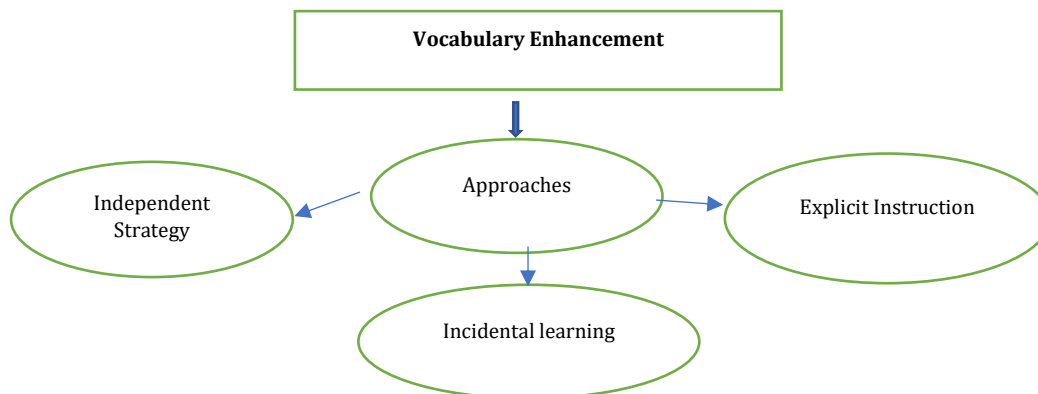 Vocabulary Enhancement
Approaches
Independent
Strategy
Explicit Instruction
Incidental learning